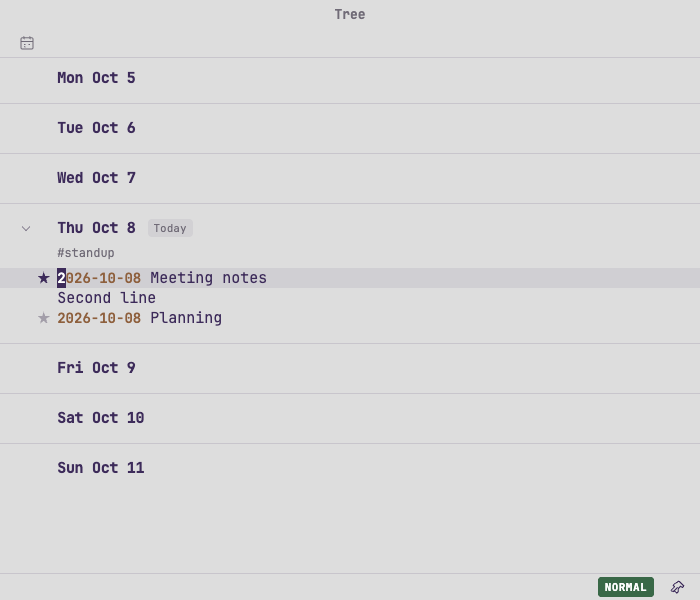 Tree
Mon Oct 5
Tue Oct 6
Wed Oct 7
Thu Oct 8 Today
#standup
★ 2026-10-08 Meeting notes
Second line
★ 2026-10-08 Planning
Fri Oct 9
Sat Oct 10
Sun Oct 11
NORMAL